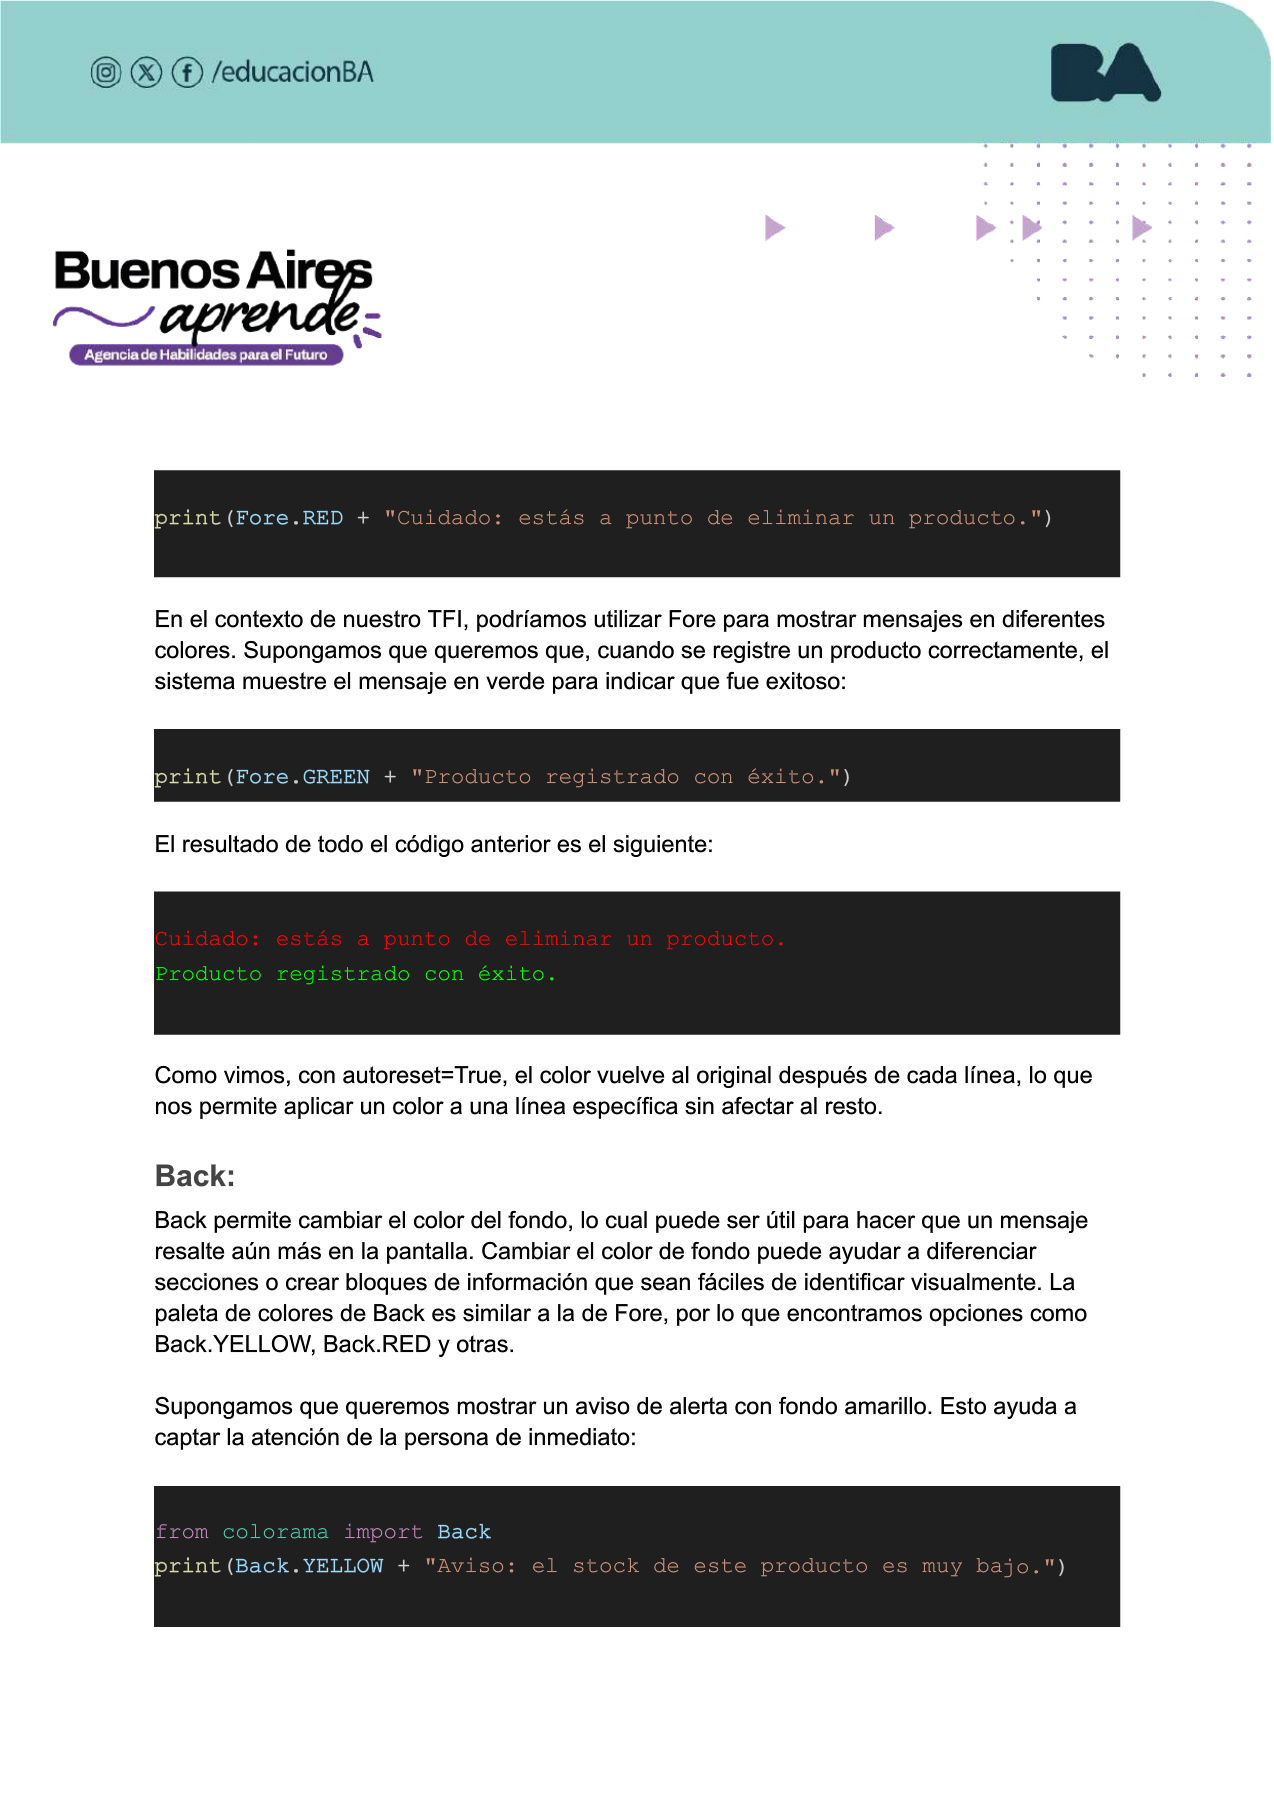 /educacionBA
BA
Buenos Aires
aprende
Agencia de Habilidades para el Futuro
print(Fore.RED + "Cuidado: estás a punto de eliminar un producto.")
En el contexto de nuestro TFI, podríamos utilizar Fore para mostrar mensajes en diferentes
colores. Supongamos que queremos que, cuando se registre un producto correctamente, el
sistema muestre el mensaje en verde para indicar que fue exitoso:
print(Fore.GREEN + "Producto registrado con éxito.")
El resultado de todo el código anterior es el siguiente:
Cuidado: estás a punto de eliminar un producto.
Producto registrado con éxito.
Como vimos, con autoreset=True, el color vuelve al original después de cada línea, lo que
nos permite aplicar un color a una línea específica sin afectar al resto.
Back:
Back permite cambiar el color del fondo, lo cual puede ser útil para hacer que un mensaje
resalte aún más en la pantalla. Cambiar el color de fondo puede ayudar a diferenciar
secciones o crear bloques de información que sean fáciles de identificar visualmente. La
paleta de colores de Back es similar a la de Fore, por lo que encontramos opciones como
Back.YELLOW, Back.RED y otras.
Supongamos que queremos mostrar un aviso de alerta con fondo amarillo. Esto ayuda a
captar la atención de la persona de inmediato:
from colorama import Back
print(Back.YELLOW + "Aviso: el stock de este producto es muy bajo.")